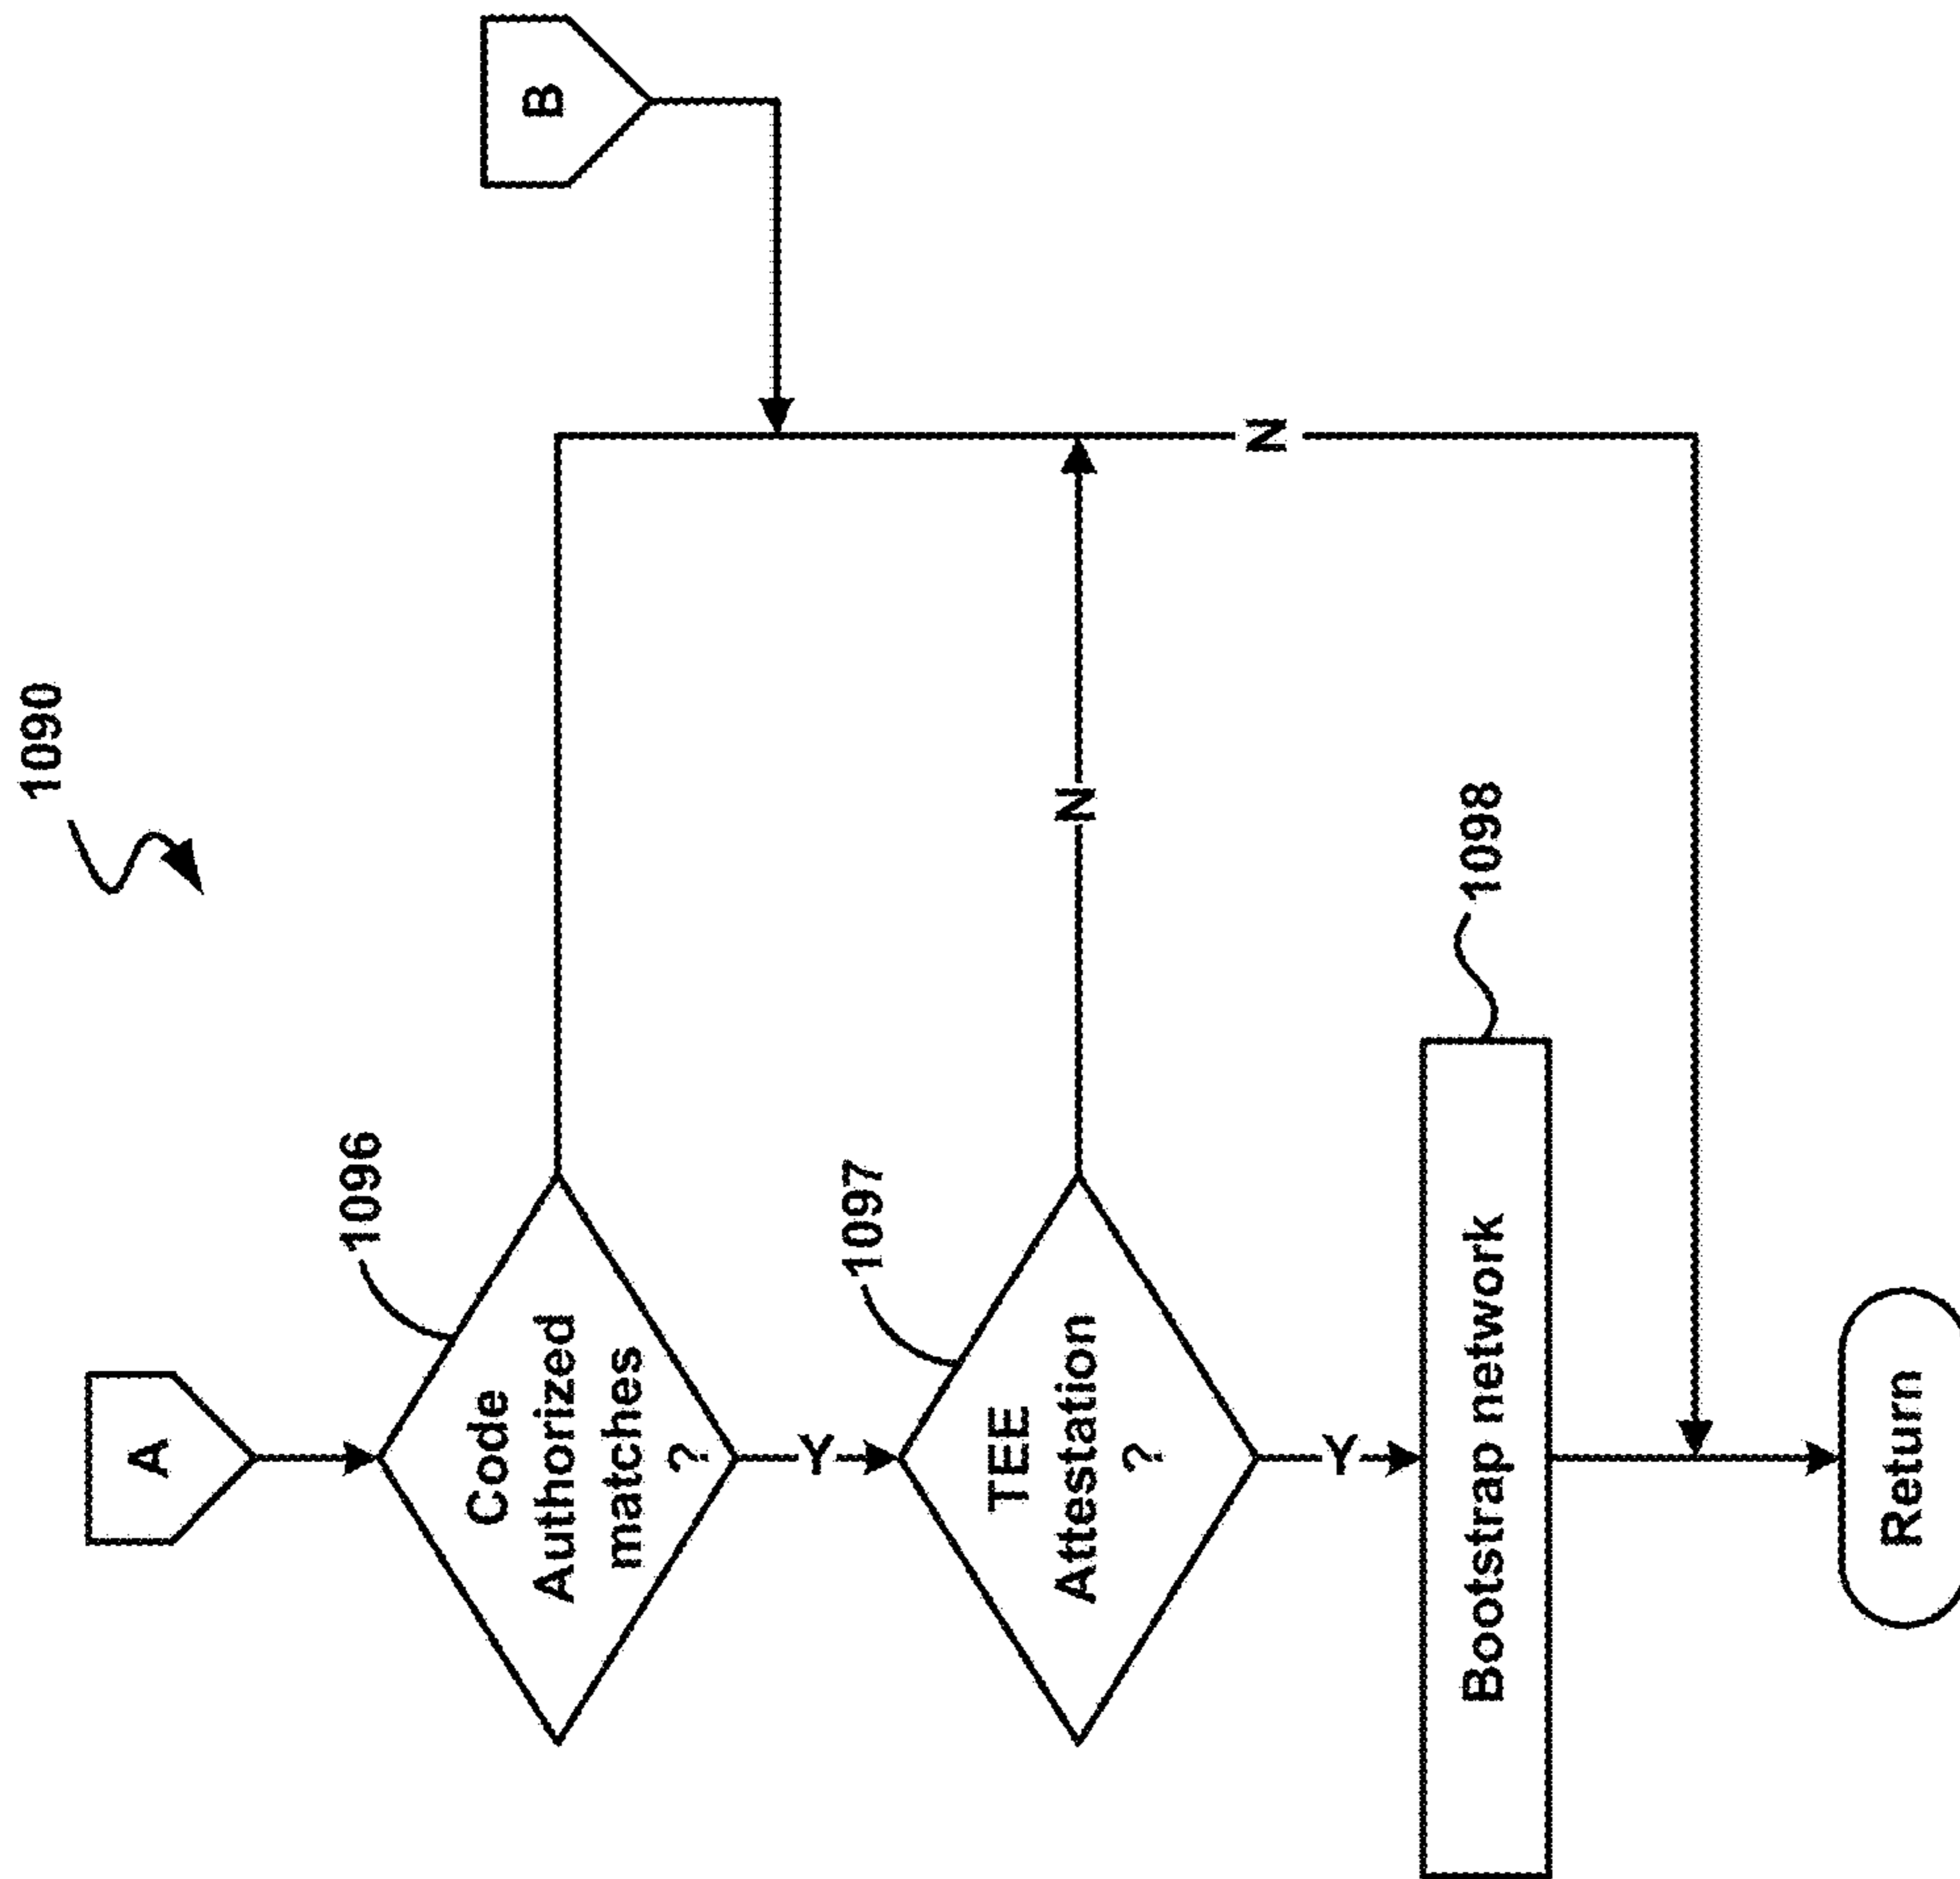 1090
A
B
1096
Code
Authorized
matches
?
Y
N
1097
TEE
Attestation
?
N
Y
1098
Bootstrap network
Return